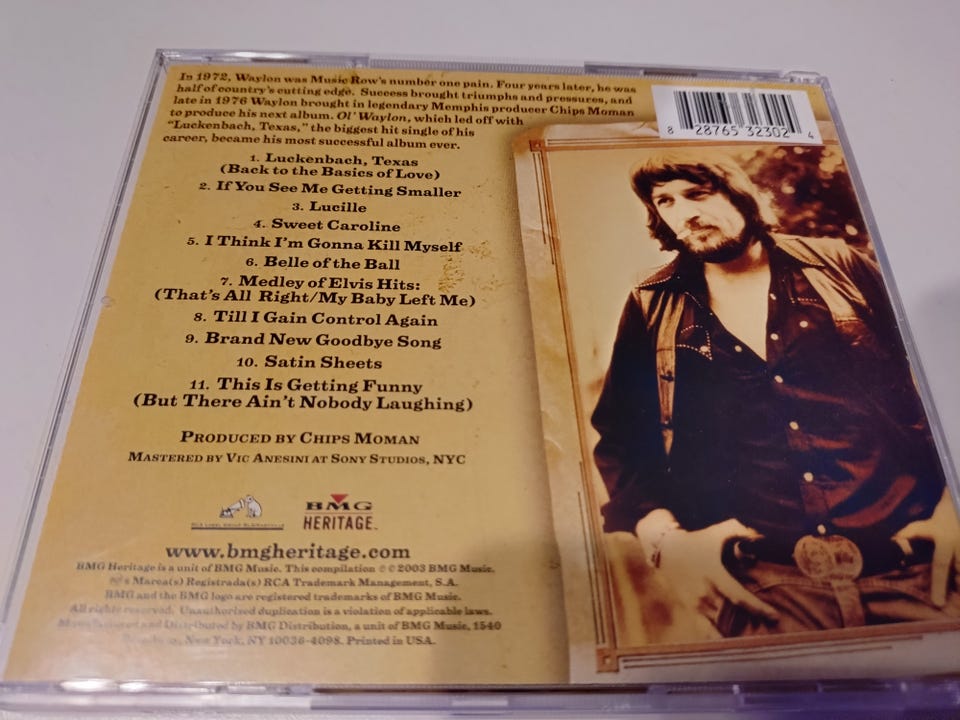 In 1972, Waylon was Music Row's number one pain. Four years later, he was
half of country's cutting edge. Success brought triumphs and pressures, and
late in 1976 Waylon brought in legendary Memphis producer Chips Moman
to produce his next album. Ol' Waylon, which led off with
"Luckenbach, Texas," the biggest hit single of his
career, became his most successful album ever.
8 28765 32302 4
1. Luckenbach, Texas
(Back to the Basics of Love)
2. If You See Me Getting Smaller
3. Lucille
4. Sweet Caroline
5. I Think I'm Gonna Kill Myself
6. Belle of the Ball
7. Medley of Elvis Hits:
(That's All Right/My Baby Left Me)
8. Till I Gain Control Again
9. Brand New Goodbye Song
10. Satin Sheets
11. This Is Getting Funny
(But There Ain't Nobody Laughing)
PRODUCED BY CHIPS MOMAN
MASTERED BY VIC ANESINI AT SONY STUDIOS, NYC
BMG
HERITAGE
www.bmgheritage.com
BMG Heritage is a unit of BMG Music. This compilation ℗ © 2003 BMG Music.
Marca(s) Registrada(s) RCA Trademark Management, S.A.
BMG and the BMG logo are registered trademarks of BMG Music.
All rights reserved. Unauthorized duplication is a violation of applicable laws.
Manufactured and Distributed by BMG Distribution, a unit of BMG Music, 1540
New York, NY 10036-4098. Printed in USA.